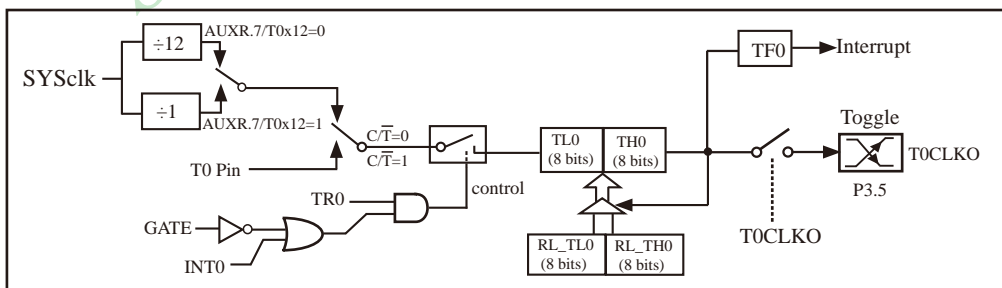 AUXR.7/T0x12=0
÷12
SYSclk
÷1
AUXR.7/T0x12=1
C/T̅=0
C/T̅=1
T0 Pin
TR0
control
GATE
INT0
TL0
(8 bits)
TH0
(8 bits)
RL_TL0
(8 bits)
RL_TH0
(8 bits)
TF0
Interrupt
Toggle
T0CLKO
P3.5
T0CLKO